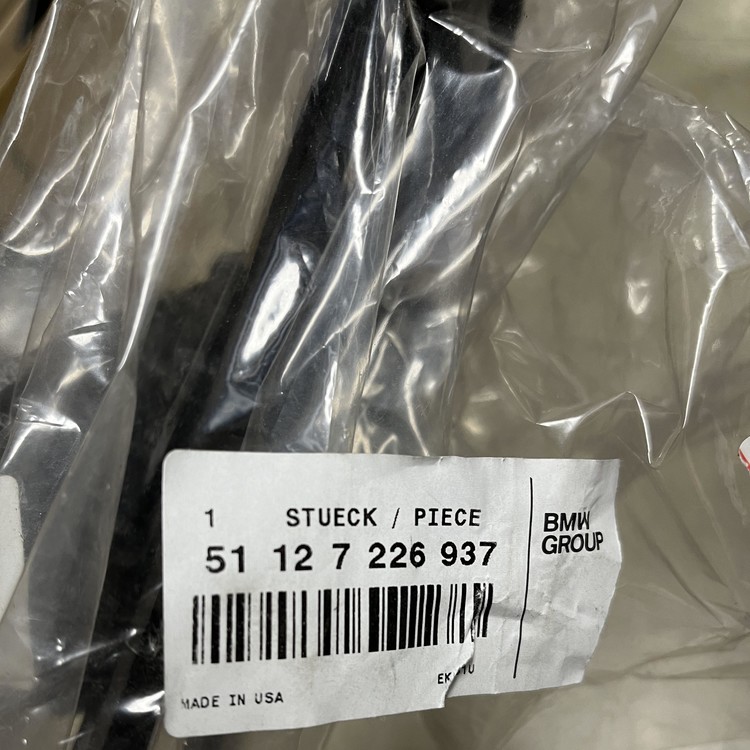 1 STUECK / PIECE
51 12 7 226 937
BMW
GROUP
MADE IN USA